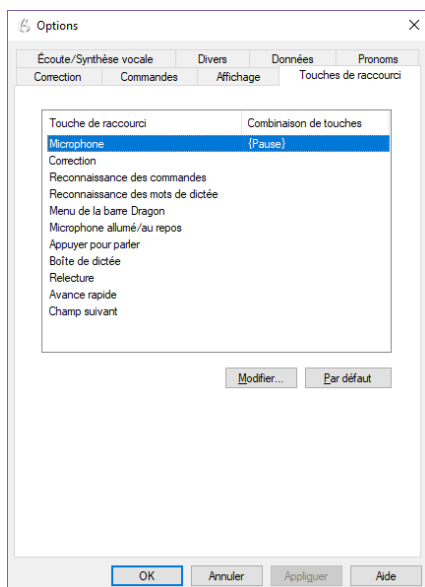 Options
Écoute/Synthèse vocale Divers Données Pronoms
Correction Commandes Affichage Touches de raccourci
Touche de raccourci Combinaison de touches
Microphone {Pause}
Correction
Reconnaissance des commandes
Reconnaissance des mots de dictée
Menu de la barre Dragon
Microphone allumé/au repos
Appuyer pour parler
Boîte de dictée
Relecture
Avance rapide
Champ suivant
Modifier... Par défaut
OK Annuler Appliquer Aide